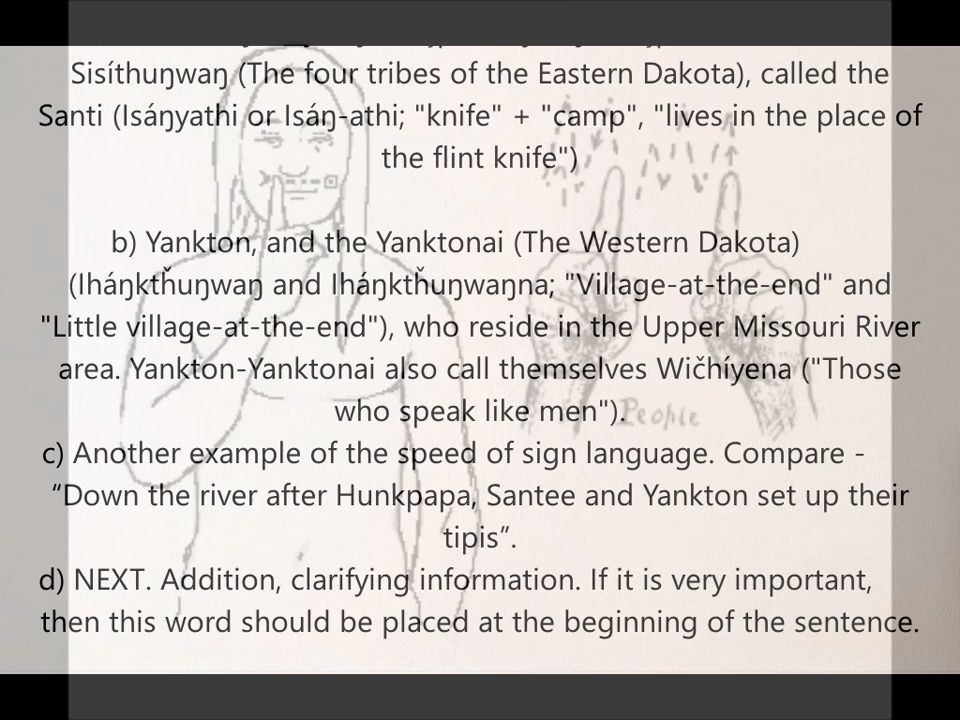 Sisíthuŋwaŋ (The four tribes of the Eastern Dakota), called the
Santi (Isáŋyathi or Isáŋ-athi; "knife" + "camp", "lives in the place of
the flint knife")
b) Yankton, and the Yanktonai (The Western Dakota)
(Iháŋktȟuŋwaŋ and Iháŋktȟuŋwaŋna; "Village-at-the-end" and
"Little village-at-the-end"), who reside in the Upper Missouri River
area. Yankton-Yanktonai also call themselves Wičhíyena ("Those
who speak like men").
People
c) Another example of the speed of sign language. Compare -
“Down the river after Hunkpapa, Santee and Yankton set up their
tipis”.
d) NEXT. Addition, clarifying information. If it is very important,
then this word should be placed at the beginning of the sentence.